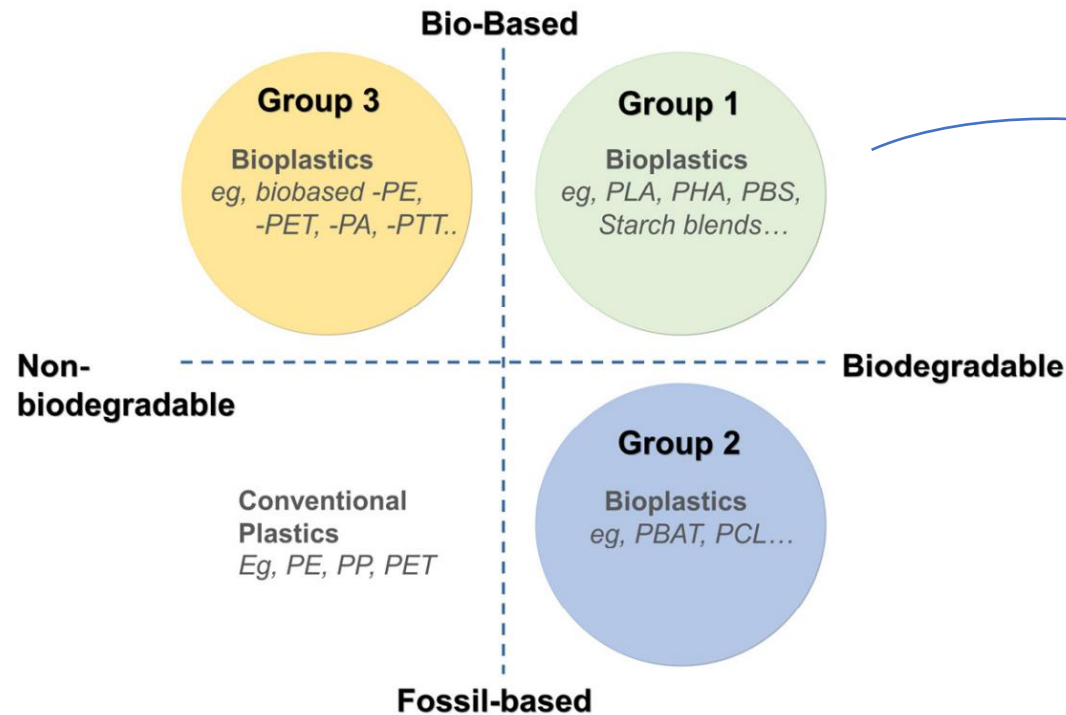 Bio-Based
Group 3
Bioplastics
eg, biobased -PE,
-PET, -PA, -PTT..
Group 1
Bioplastics
eg, PLA, PHA, PBS,
Starch blends…
Non-
biodegradable
Biodegradable
Conventional
Plastics
Eg, PE, PP, PET
Group 2
Bioplastics
eg, PBAT, PCL…
Fossil-based